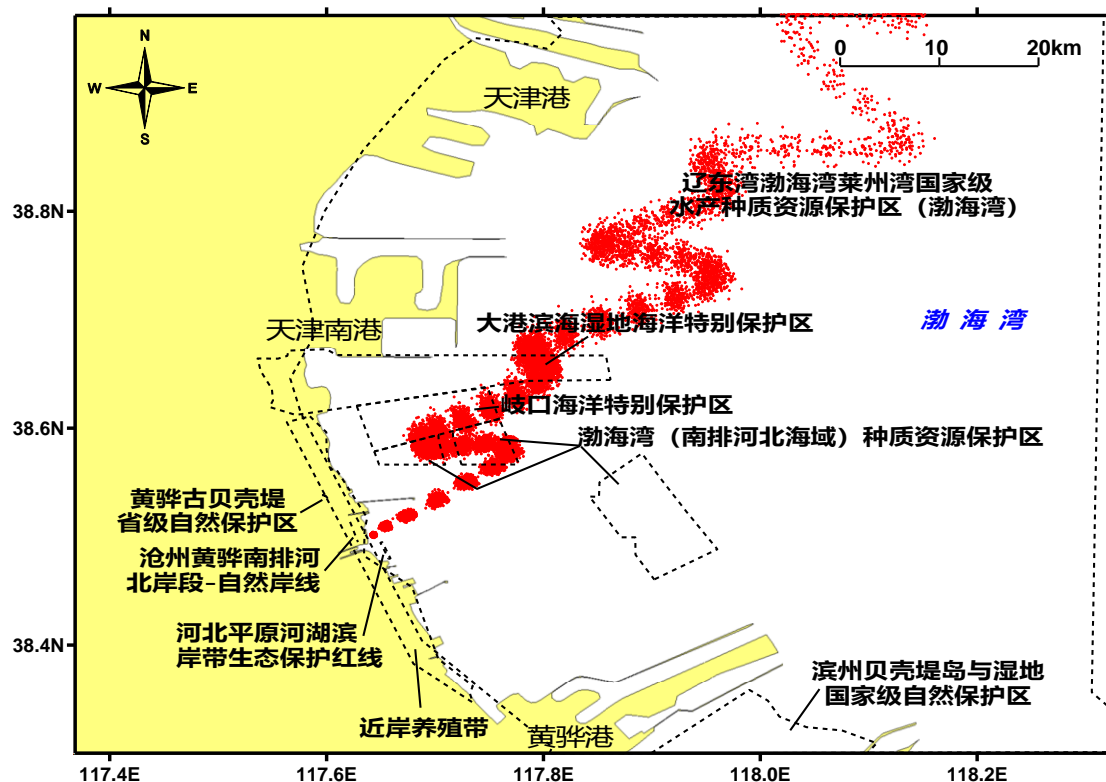 N
W
E
S
0
10
20km
天津港
辽东湾渤海湾莱州湾国家级
水产种质资源保护区（渤海湾）
38.8N
渤 海 湾
大港滨海湿地海洋特别保护区
天津南港
岐口海洋特别保护区
38.6N
渤海湾（南排河北海域）种质资源保护区
黄骅古贝壳堤
省级自然保护区
沧州黄骅南排河
北岸段-自然岸线
河北平原河湖滨
岸带生态保护红线
38.4N
滨州贝壳堤岛与湿地
国家级自然保护区
近岸养殖带
黄骅港
117.4E
117.6E
117.8E
118.0E
118.2E